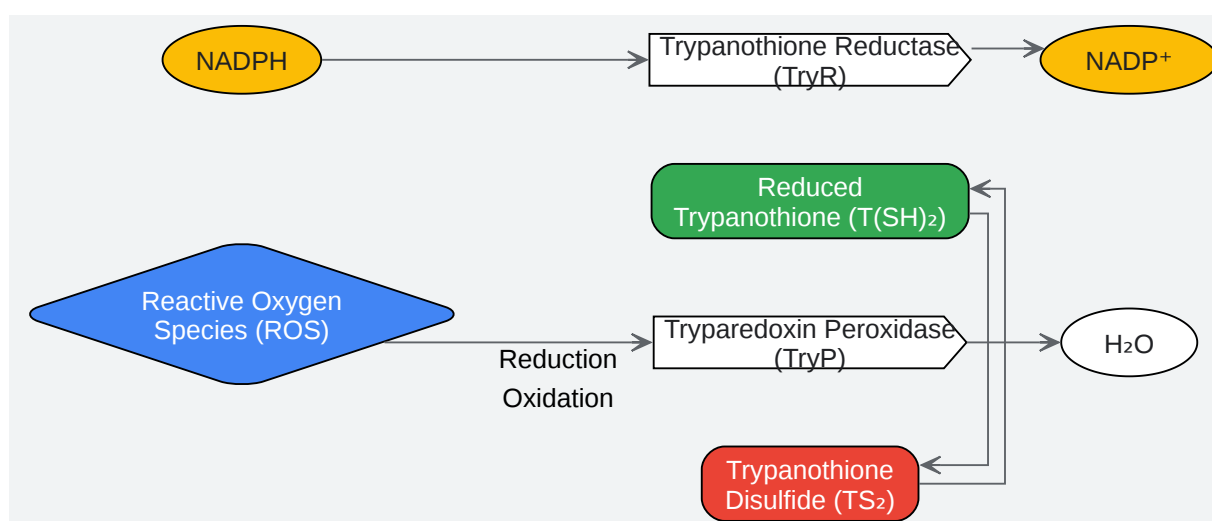 NADPH
Trypanothione Reductase
(TryR)
NADP⁺
Reduced
Trypanothione (T(SH)₂)
Reactive Oxygen
Species (ROS)
Reduction
Oxidation
Tryparedoxin Peroxidase
(TryP)
H₂O
Trypanothione
Disulfide (TS₂)